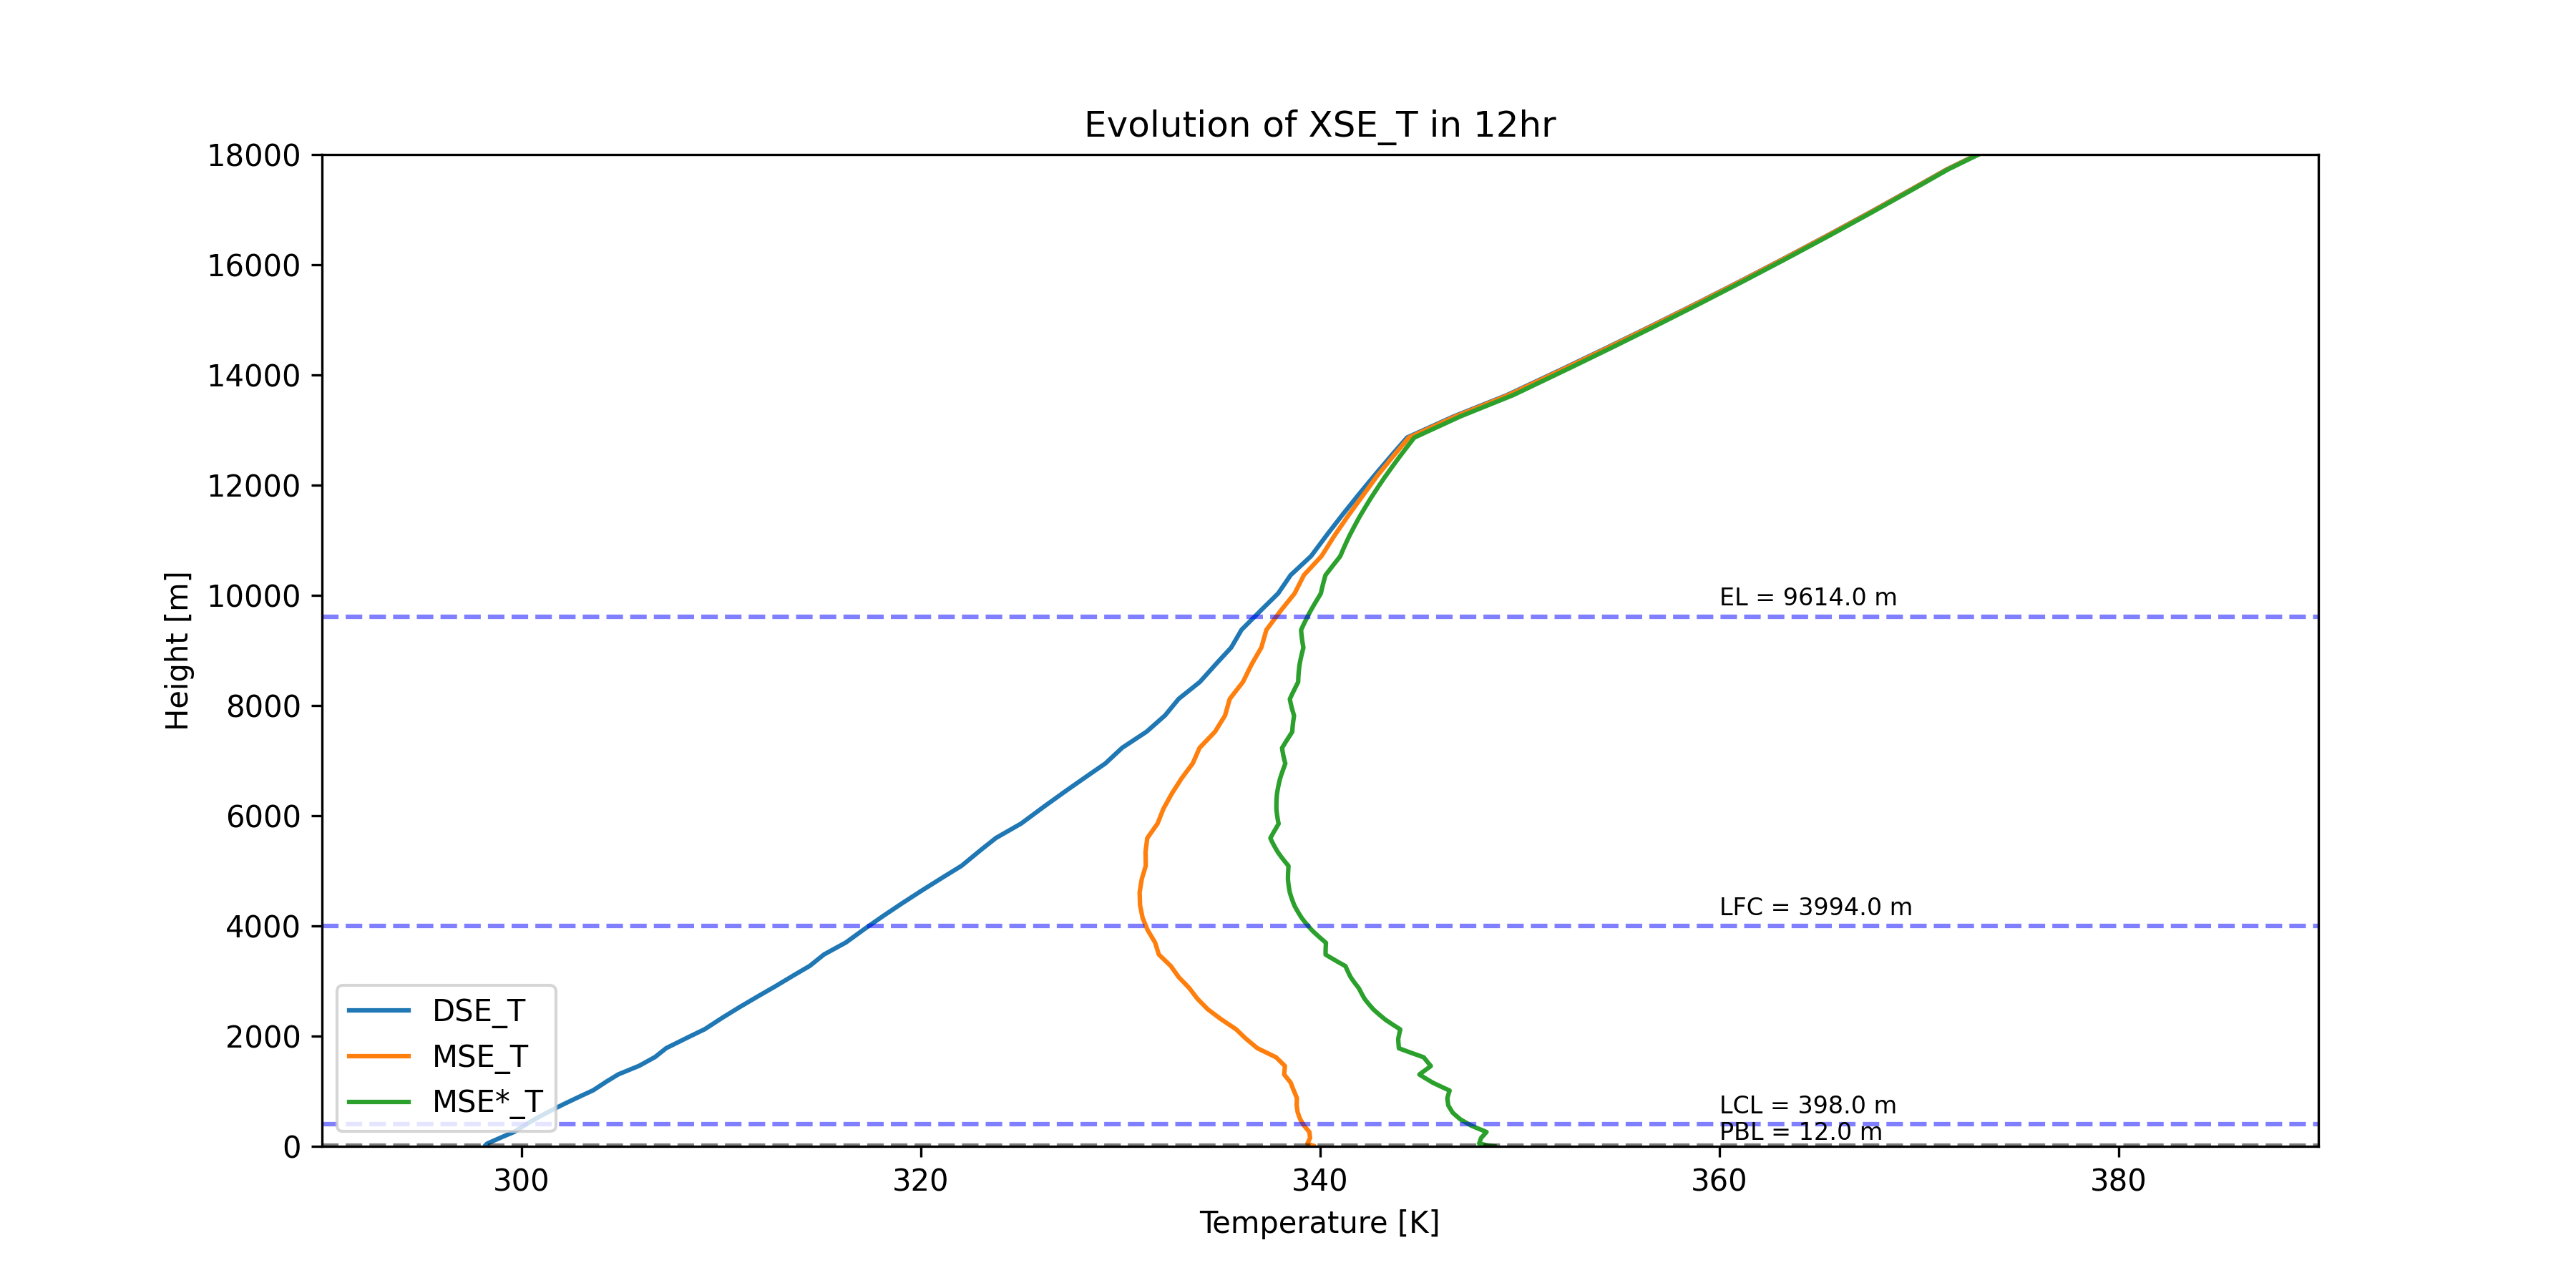 Evolution of XSE_T in 12hr
18000
16000
14000
12000
10000
8000
6000
4000
2000
0
Height [m]
EL = 9614.0 m
LFC = 3994.0 m
LCL = 398.0 m
PBL = 12.0 m
DSE_T
MSE_T
MSE*_T
300
320
340
360
380
Temperature [K]